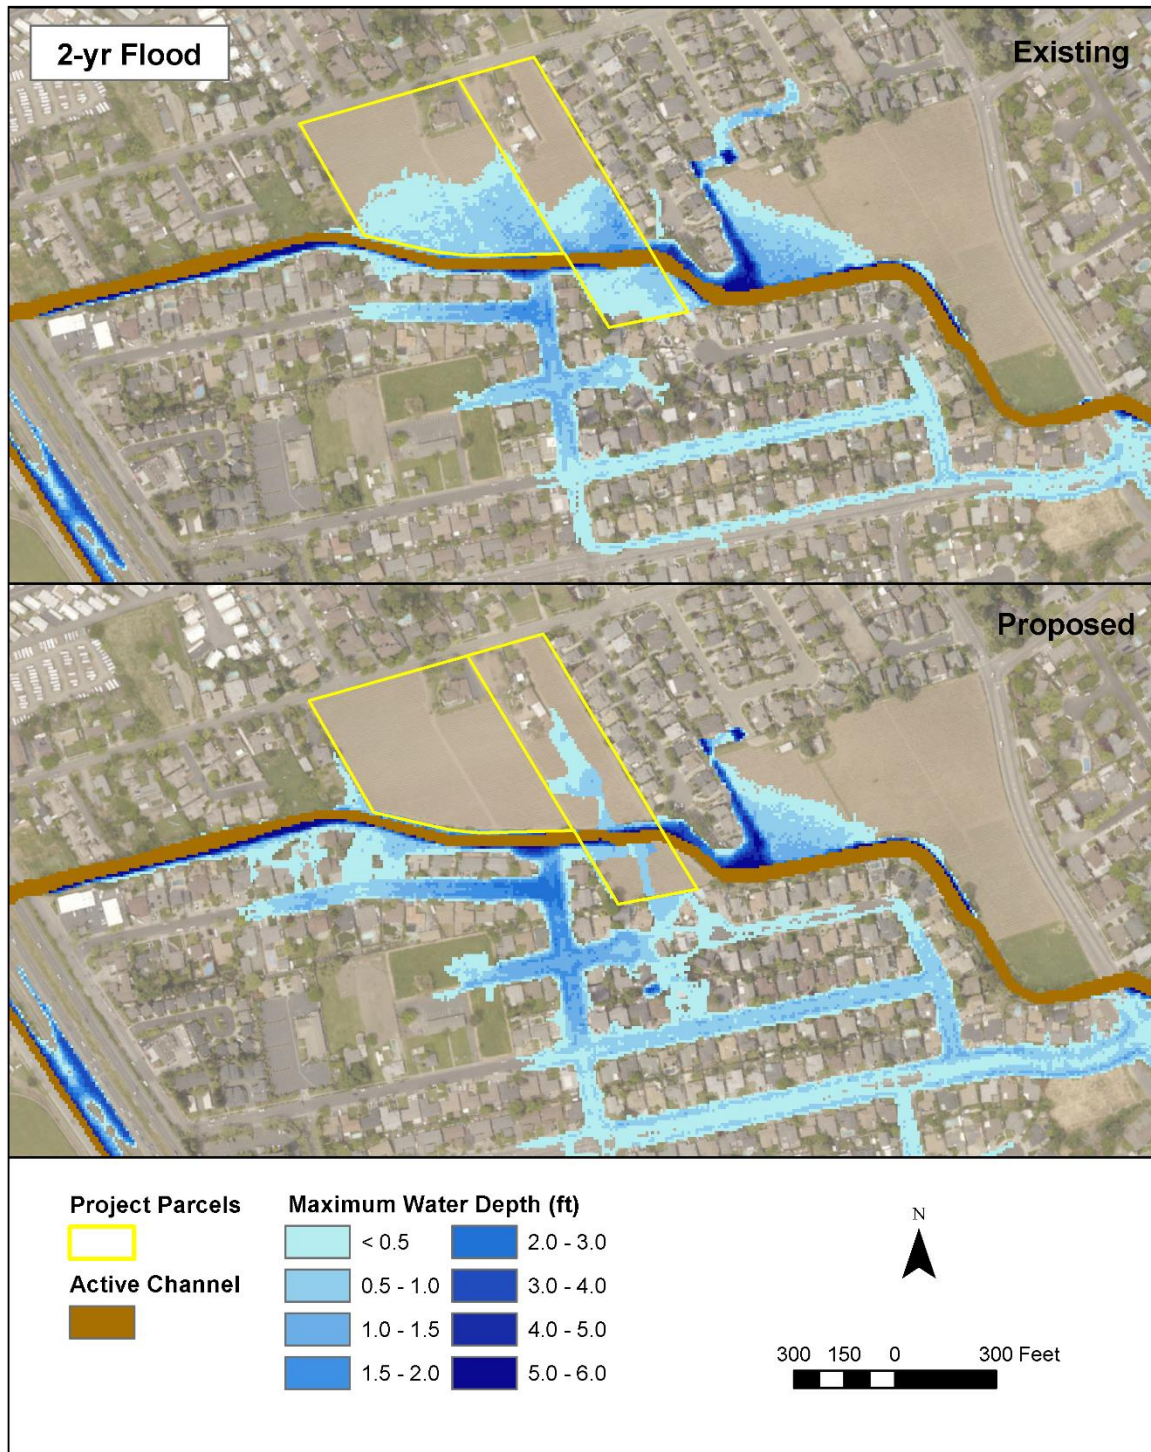 2-yr Flood
Existing
Proposed
Project Parcels
Active Channel
Maximum Water Depth (ft)
< 0.5
0.5 - 1.0
1.0 - 1.5
1.5 - 2.0
2.0 - 3.0
3.0 - 4.0
4.0 - 5.0
5.0 - 6.0
N
300 150 0 300 Feet